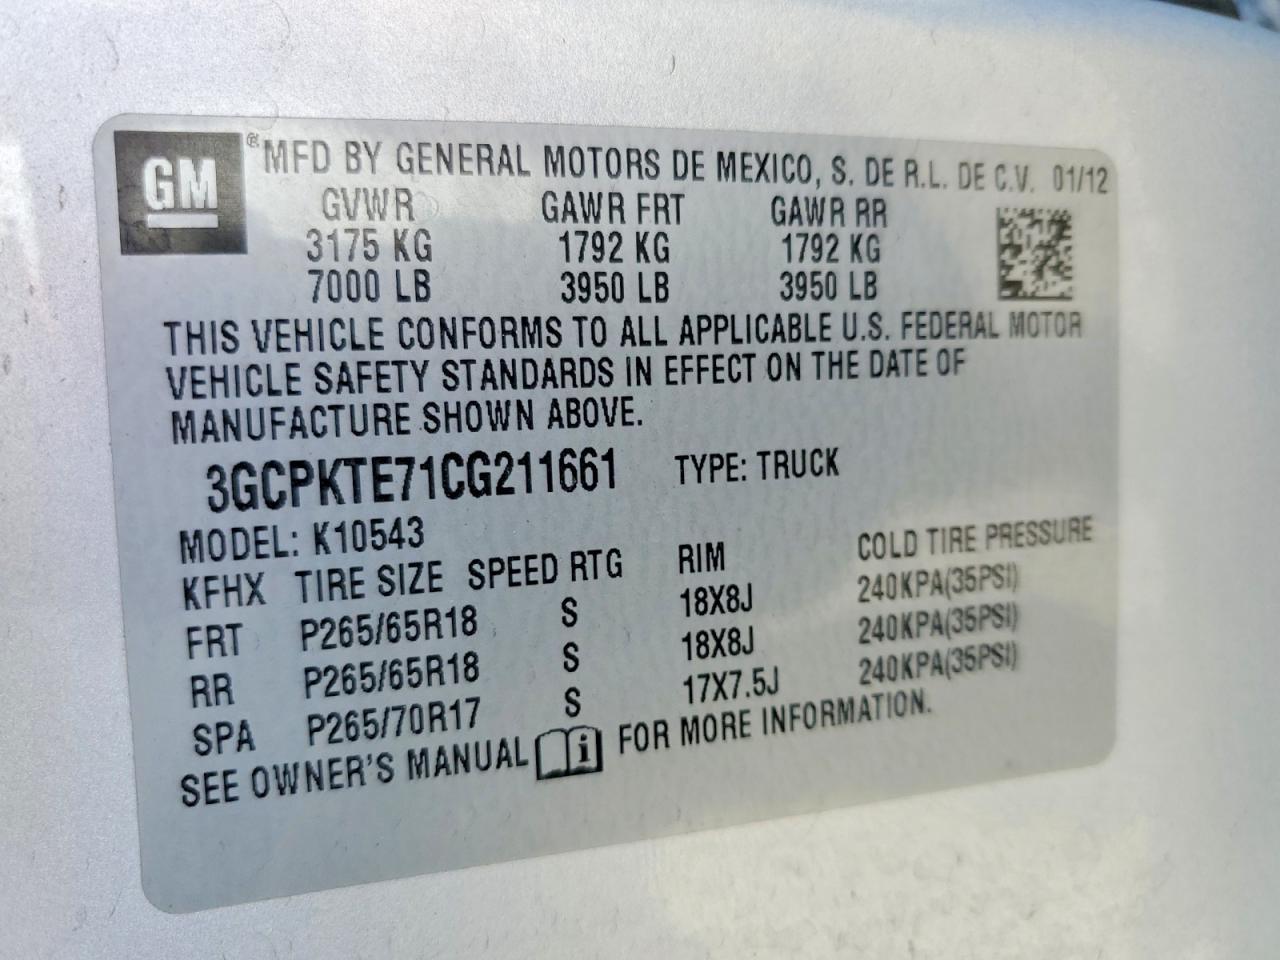 GM ® MFD BY GENERAL MOTORS DE MEXICO, S. DE R.L. DE C.V. 01/12
GVWR GAWR FRT GAWR RR
3175 KG 1792 KG 1792 KG
7000 LB 3950 LB 3950 LB
THIS VEHICLE CONFORMS TO ALL APPLICABLE U.S. FEDERAL MOTOR
VEHICLE SAFETY STANDARDS IN EFFECT ON THE DATE OF
MANUFACTURE SHOWN ABOVE.
3GCPKTE71CG211661 TYPE: TRUCK
MODEL: K10543
KFHX TIRE SIZE SPEED RTG RIM COLD TIRE PRESSURE
FRT P265/65R18 S 18X8J 240KPA(35PSI)
RR P265/65R18 S 18X8J 240KPA(35PSI)
SPA P265/70R17 S 17X7.5J 240KPA(35PSI)
SEE OWNER'S MANUAL i FOR MORE INFORMATION.